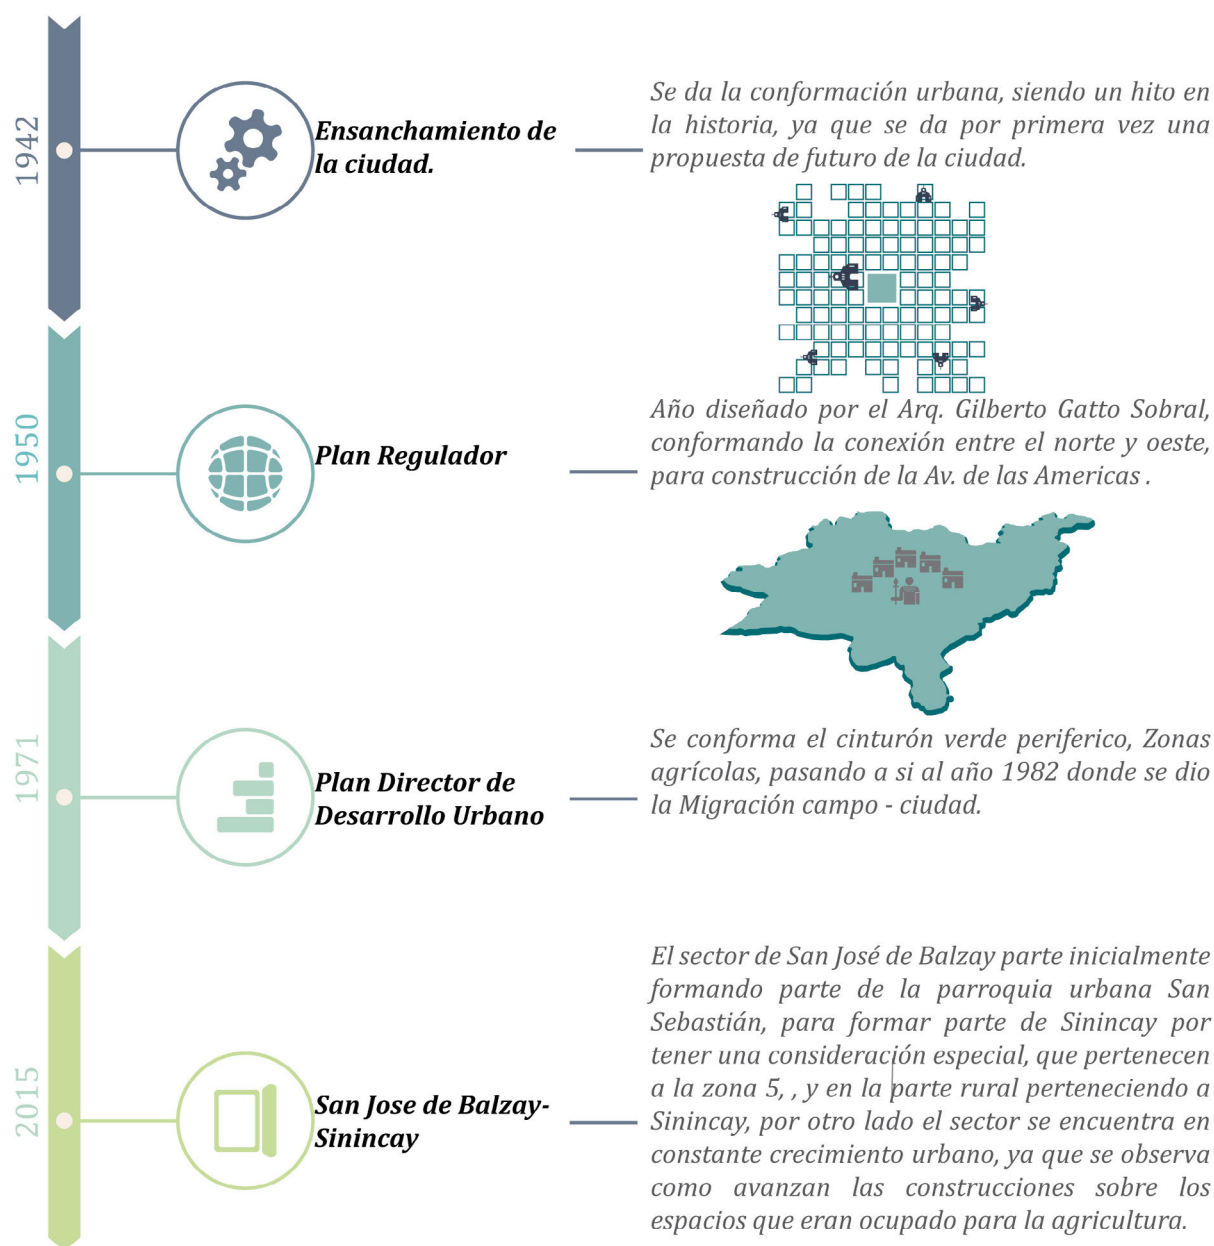 1942
Ensanchamiento de
la ciudad.
Se da la conformación urbana, siendo un hito en
la historia, ya que se da por primera vez una
propuesta de futuro de la ciudad.
1950
Plan Regulador
Año diseñado por el Arq. Gilberto Gatto Sobral,
conformando la conexión entre el norte y oeste,
para construcción de la Av. de las Americas .
1971
Plan Director de
Desarrollo Urbano
Se conforma el cinturón verde periferico, Zonas
agrícolas, pasando a si al año 1982 donde se dio
la Migración campo - ciudad.
2015
San Jose de Balzay-
Sinincay
El sector de San José de Balzay parte inicialmente
formando parte de la parroquia urbana San
Sebastián, para formar parte de Sinincay por
tener una consideración especial, que pertenecen
a la zona 5, , y en la parte rural perteneciendo a
Sinincay, por otro lado el sector se encuentra en
constante crecimiento urbano, ya que se observa
como avanzan las construcciones sobre los
espacios que eran ocupado para la agricultura.